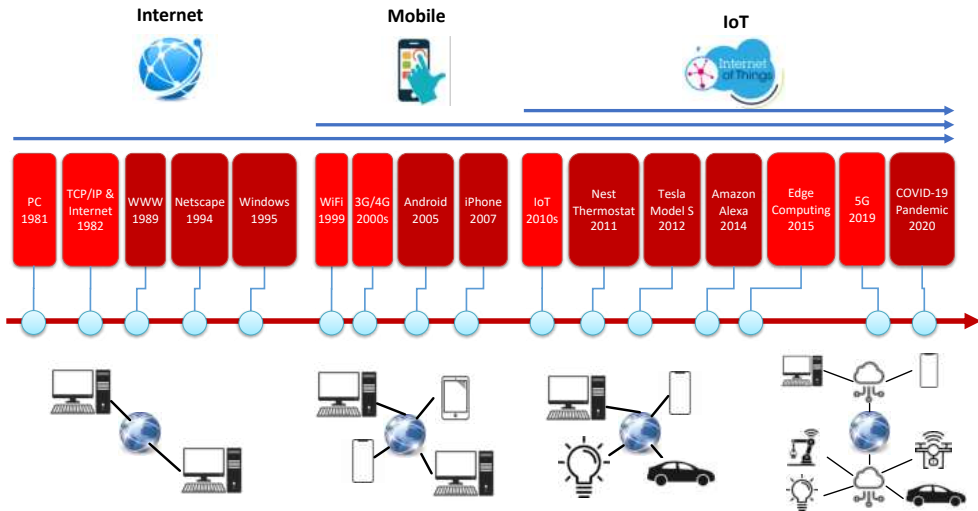 Internet
Mobile
IoT
Internet
of Things
PC
1981
TCP/IP &
Internet
1982
WWW
1989
Netscape
1994
Windows
1995
WiFi
1999
3G/4G
2000s
Android
2005
iPhone
2007
IoT
2010s
Nest
Thermostat
2011
Tesla
Model S
2012
Amazon
Alexa
2014
Edge
Computing
2015
5G
2019
COVID-19
Pandemic
2020